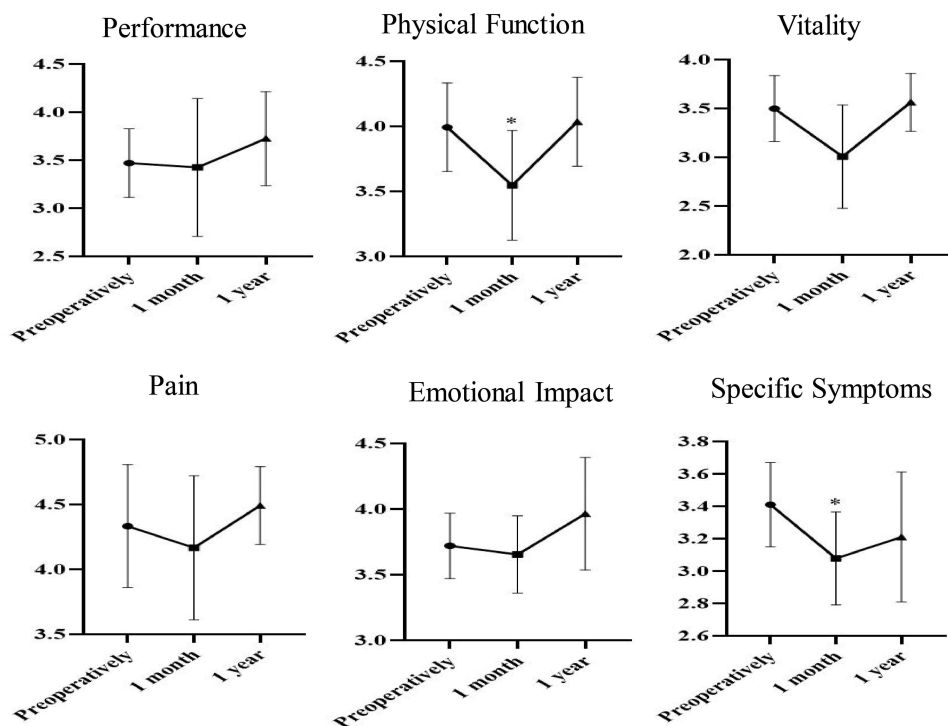 Performance
4.5
4.0
3.5
3.0
2.5
Preoperatively
1 month
1 year
Physical Function
4.5
4.0
3.5
3.0
*
Preoperatively
1 month
1 year
Vitality
4.0
3.5
3.0
2.5
2.0
Preoperatively
1 month
1 year
Pain
5.0
4.5
4.0
3.5
Preoperatively
1 month
1 year
Emotional Impact
4.5
4.0
3.5
3.0
Preoperatively
1 month
1 year
Specific Symptoms
3.8
3.6
3.4
3.2
3.0
2.8
2.6
*
Preoperatively
1 month
1 year